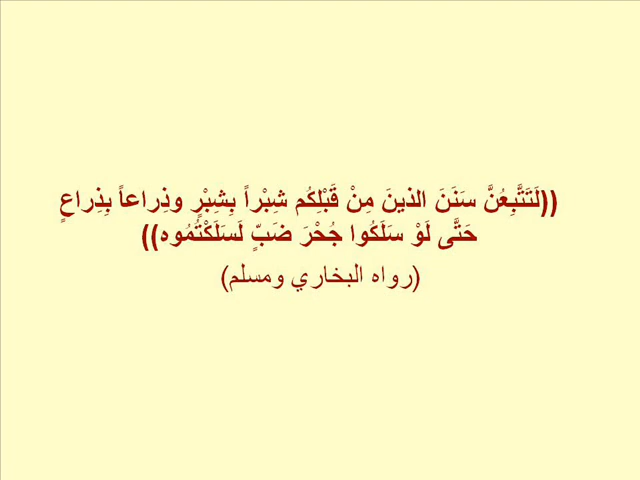 ((لَتَتَّبِعُنَّ سَنَنَ الذينَ مِنْ قَبْلِكُم شِبْراً بِشِبْرٍ وذِراعاً بِذِراعٍ
حَتَّى لَوْ سَلَكُوا جُحْرَ ضَبٍّ لَسَلَكْتُمُوه))
(رواه البخاري ومسلم)